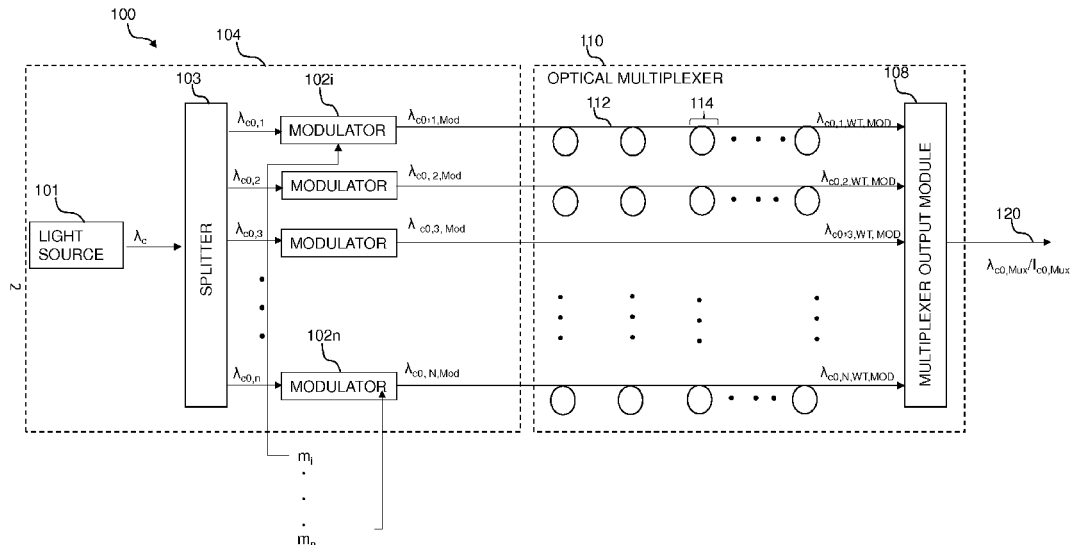 100
104
110
103
102i
OPTICAL MULTIPLEXER
108
112
114
λc0,1
MODULATOR
λc0,1,Mod
λc0,1,WT,MOD
λc0,2
MODULATOR
λc0, 2,Mod
λc0,2,WT,MOD
101
LIGHT SOURCE
λc
SPLITTER
λc0,3
MODULATOR
λ c0,3, Mod
λc0,3,WT, MOD
MULTIPLEXER OUTPUT MODULE
120
λc0,Mux/Ic0,Mux
2
102n
λc0,n
MODULATOR
λc0, N,Mod
λc0,N,WT,MOD
mi
mn